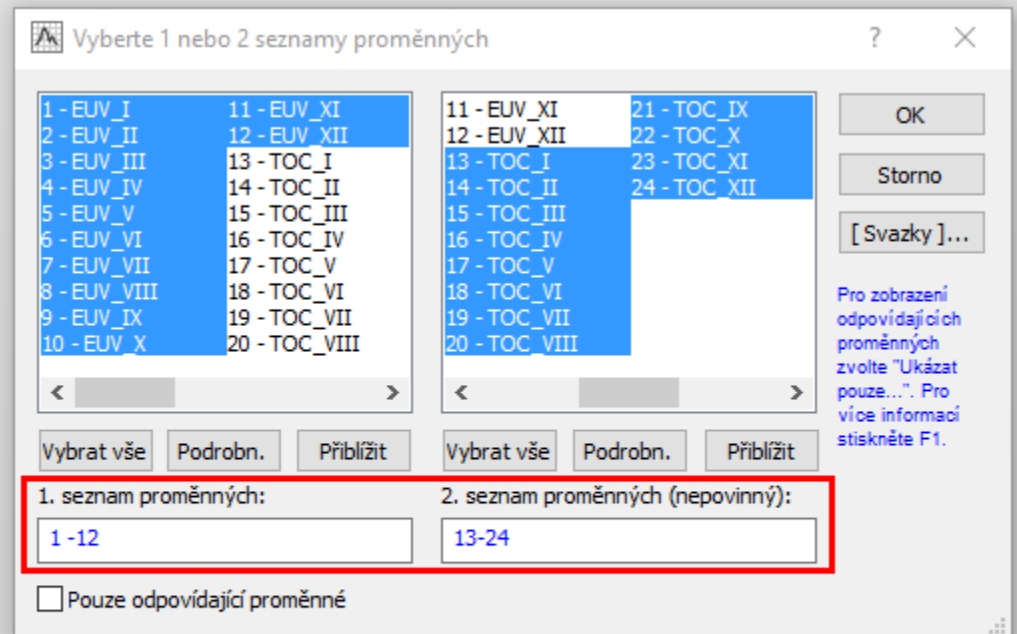 Vyberte 1 nebo 2 seznamy proměnných
?
1 - EUV_I
2 - EUV_II
3 - EUV_III
4 - EUV_IV
5 - EUV_V
6 - EUV_VI
7 - EUV_VII
8 - EUV_VIII
9 - EUV_IX
10 - EUV_X
11 - EUV_XI
12 - EUV_XII
13 - TOC_I
14 - TOC_II
15 - TOC_III
16 - TOC_IV
17 - TOC_V
18 - TOC_VI
19 - TOC_VII
20 - TOC_VIII
11 - EUV_XI
12 - EUV_XII
13 - TOC_I
14 - TOC_II
15 - TOC_III
16 - TOC_IV
17 - TOC_V
18 - TOC_VI
19 - TOC_VII
20 - TOC_VIII
21 - TOC_IX
22 - TOC_X
23 - TOC_XI
24 - TOC_XII
OK
Storno
[ Svazky ]...
Pro zobrazení
odpovídajících
proměnných
zvolte "Ukázat
pouze...". Pro
více informací
stiskněte F1.
Vybrat vše Podrobn. Přiblížit
Vybrat vše Podrobn. Přiblížit
1. seznam proměnných:
1 -12
2. seznam proměnných (nepovinný):
13-24
Pouze odpovídající proměnné